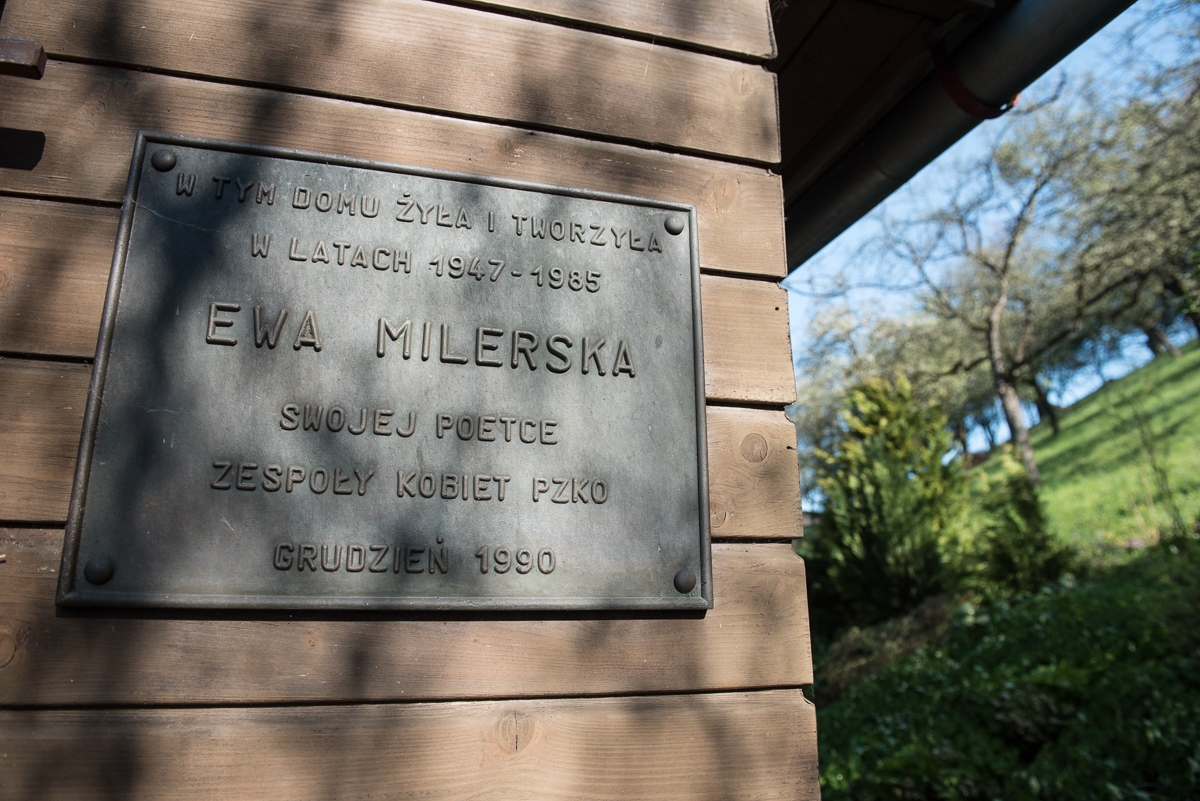 W TYM DOMU ŻYŁA I TWORZYŁA
W LATACH 1947-1985
EWA MILERSKA
SWOJEJ POETCE
ZESPOŁY KOBIET PZKO
GRUDZIEŃ 1990